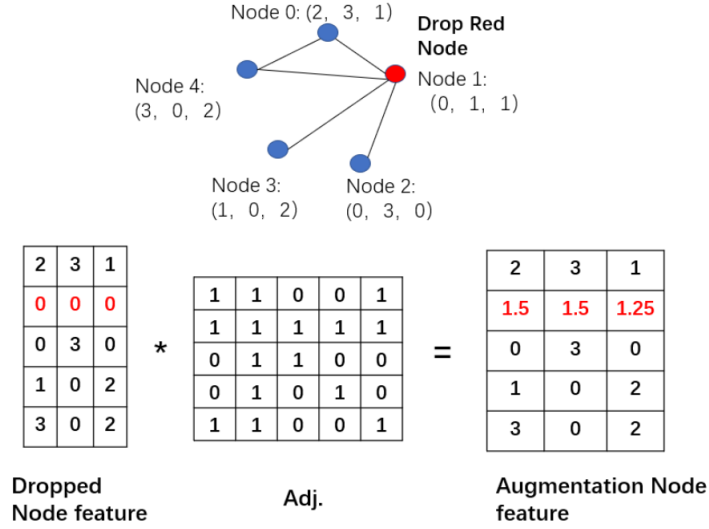 Node 0: (2, 3, 1)
Drop Red
Node
Node 1:
(0, 1, 1)
Node 4:
(3, 0, 2)
Node 3:
(1, 0, 2)
Node 2:
(0, 3, 0)
2 3 1
0 0 0
0 3 0
1 0 2
3 0 2
*
1 1 0 0 1
1 1 1 1 1
0 1 1 0 0
0 1 0 1 0
1 1 0 0 1
=
2 3 1
1.5 1.5 1.25
0 3 0
1 0 2
3 0 2
Dropped
Node feature
Adj.
Augmentation Node
feature